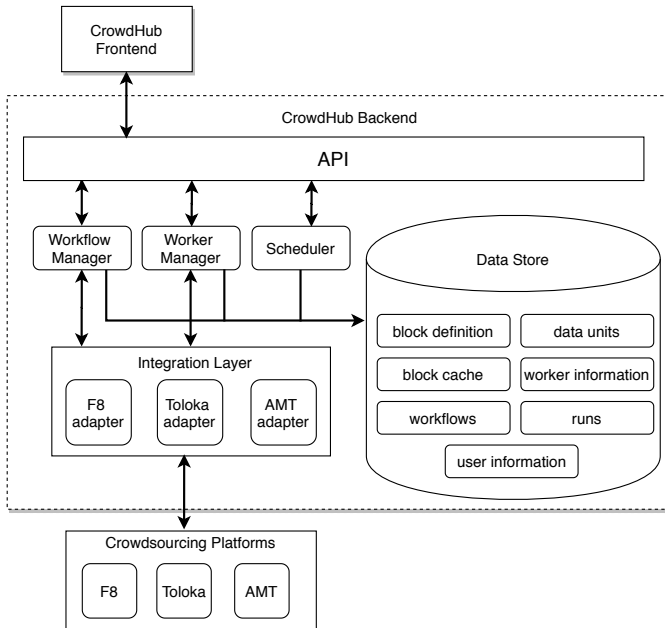 CrowdHub
Frontend
CrowdHub Backend
API
Workflow
Manager
Worker
Manager
Scheduler
Data Store
block definition
data units
block cache
worker information
workflows
runs
user information
Integration Layer
F8
adapter
Toloka
adapter
AMT
adapter
Crowdsourcing Platforms
F8
Toloka
AMT